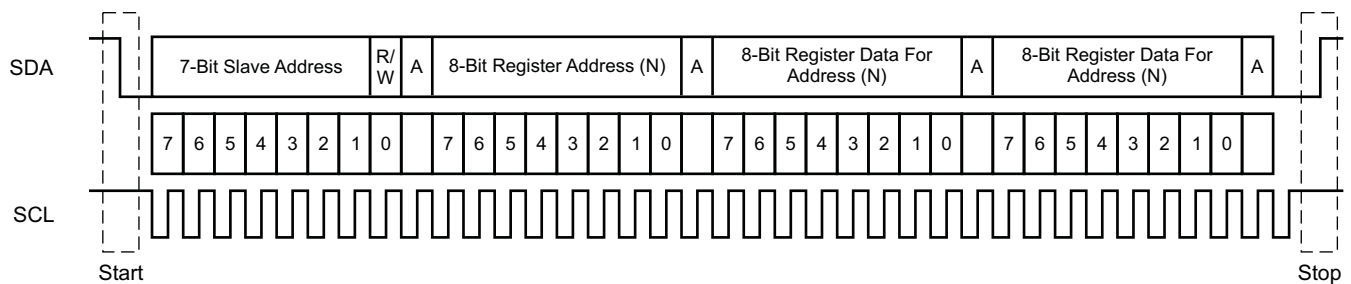 SDA
7-Bit Slave Address
R/
W
A
8-Bit Register Address (N)
A
8-Bit Register Data For
Address (N)
A
8-Bit Register Data For
Address (N)
A
7 6 5 4 3 2 1 0 7 6 5 4 3 2 1 0 7 6 5 4 3 2 1 0 7 6 5 4 3 2 1 0
SCL
Start
Stop